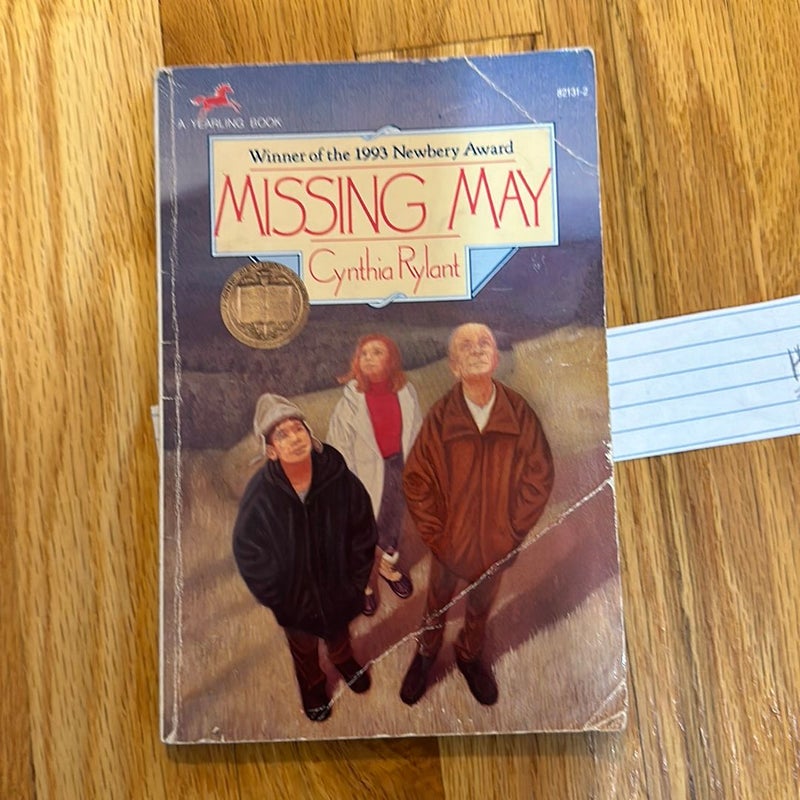 82131-2
A YEARLING BOOK
Winner of the 1993 Newbery Award
MISSING MAY
Cynthia Rylant